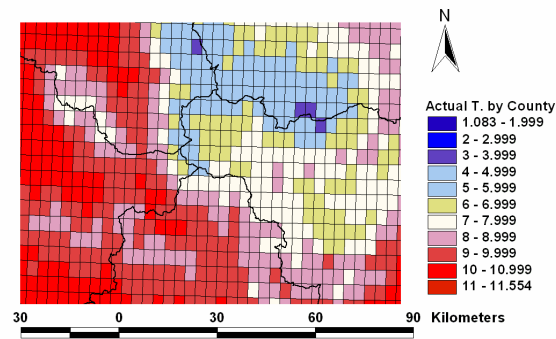 N
Actual T. by County
1.083 - 1.999
2 - 2.999
3 - 3.999
4 - 4.999
5 - 5.999
6 - 6.999
7 - 7.999
8 - 8.999
9 - 9.999
10 - 10.999
11 - 11.554
30 0 30 60 90 Kilometers